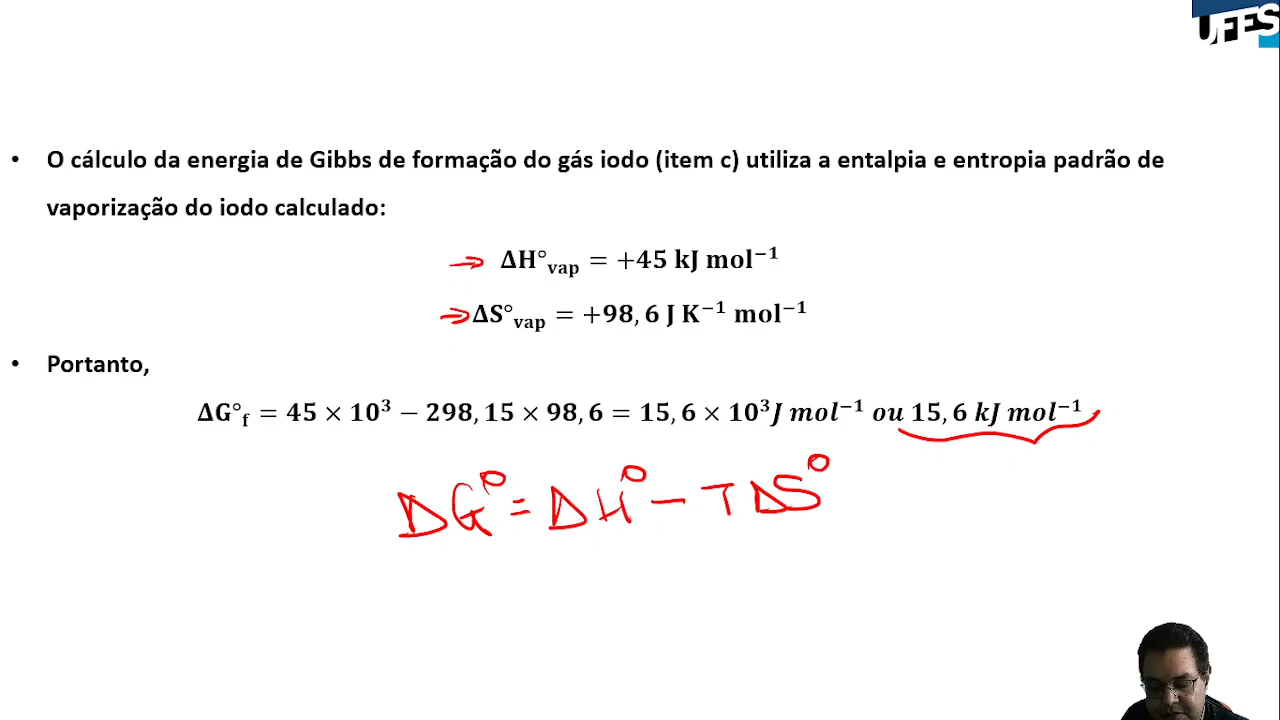 UFES
• O cálculo da energia de Gibbs de formação do gás iodo (item c) utiliza a entalpia e entropia padrão de
vaporização do iodo calculado:
ΔH°vap = +45 kJ mol⁻¹
ΔS°vap = +98, 6 J K⁻¹ mol⁻¹
• Portanto,
ΔG°f = 45 × 10³ − 298, 15 × 98, 6 = 15, 6 × 10³ J mol⁻¹ ou 15, 6 kJ mol⁻¹
ΔG° = ΔH° − TΔS°